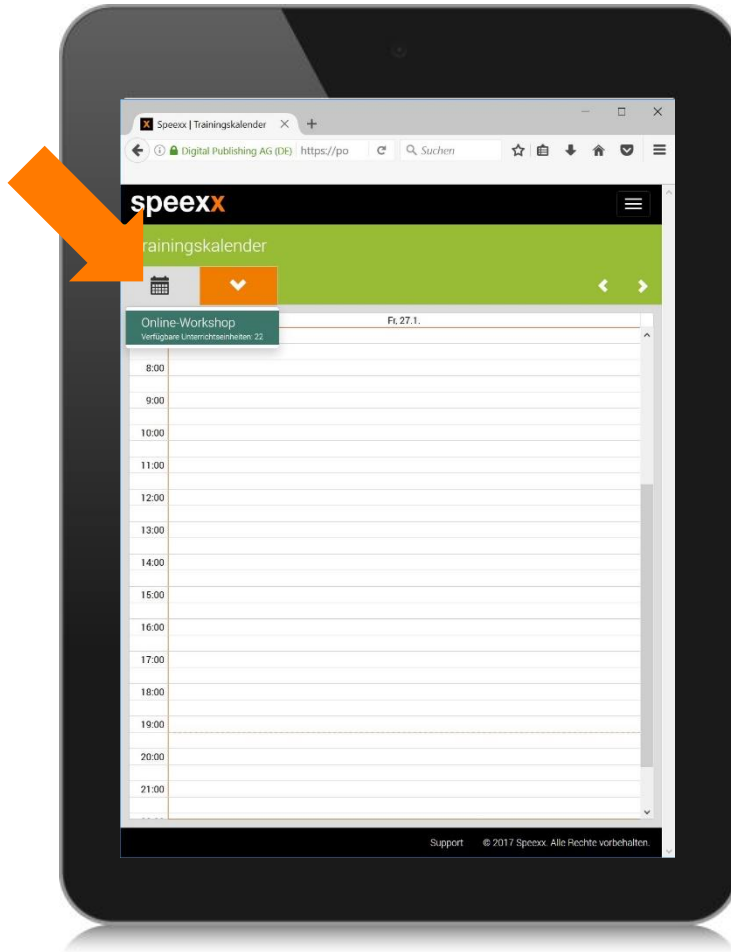 X Speexx | Trainingskalender
Digital Publishing AG (DE) https://po Suchen
speexx
rainingskalender
Online-Workshop
Verfügbare Unterrichtseinheiten: 22
Fr, 27.1.
8:00
9:00
10:00
11:00
12:00
13:00
14:00
15:00
16:00
17:00
18:00
19:00
20:00
21:00
Support © 2017 Speexx. Alle Rechte vorbehalten.